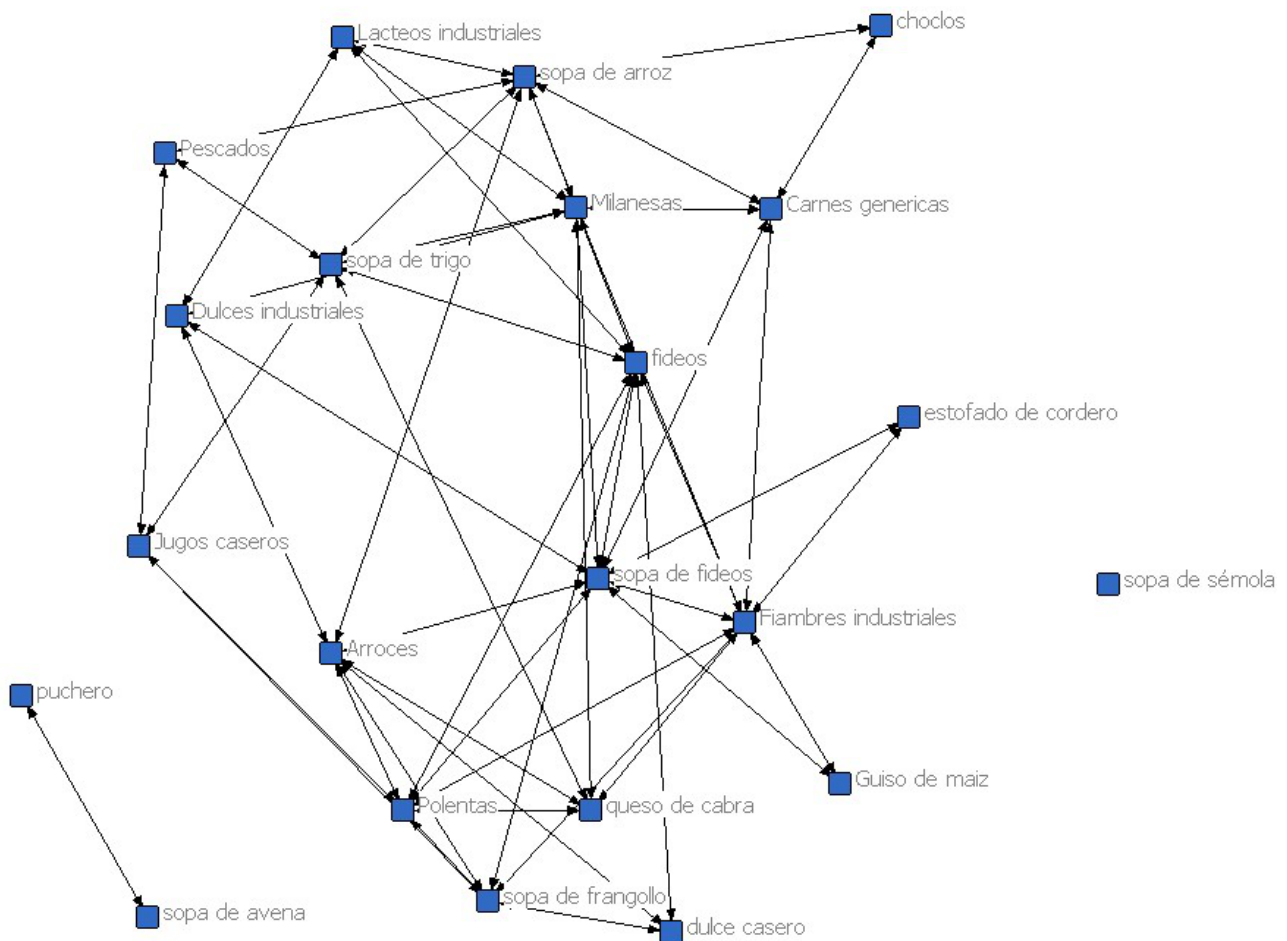 choclos
Lacteos industriales
sopa de arroz
Pescados
Milanesas
Carnes genericas
sopa de trigo
Dulces industriales
fideos
estofado de cordero
Jugos caseros
sopa de fideos
sopa de sémola
Fiambres industriales
Arroces
puchero
Guiso de maiz
Polentas
queso de cabra
sopa de frangollo
sopa de avena
dulce casero